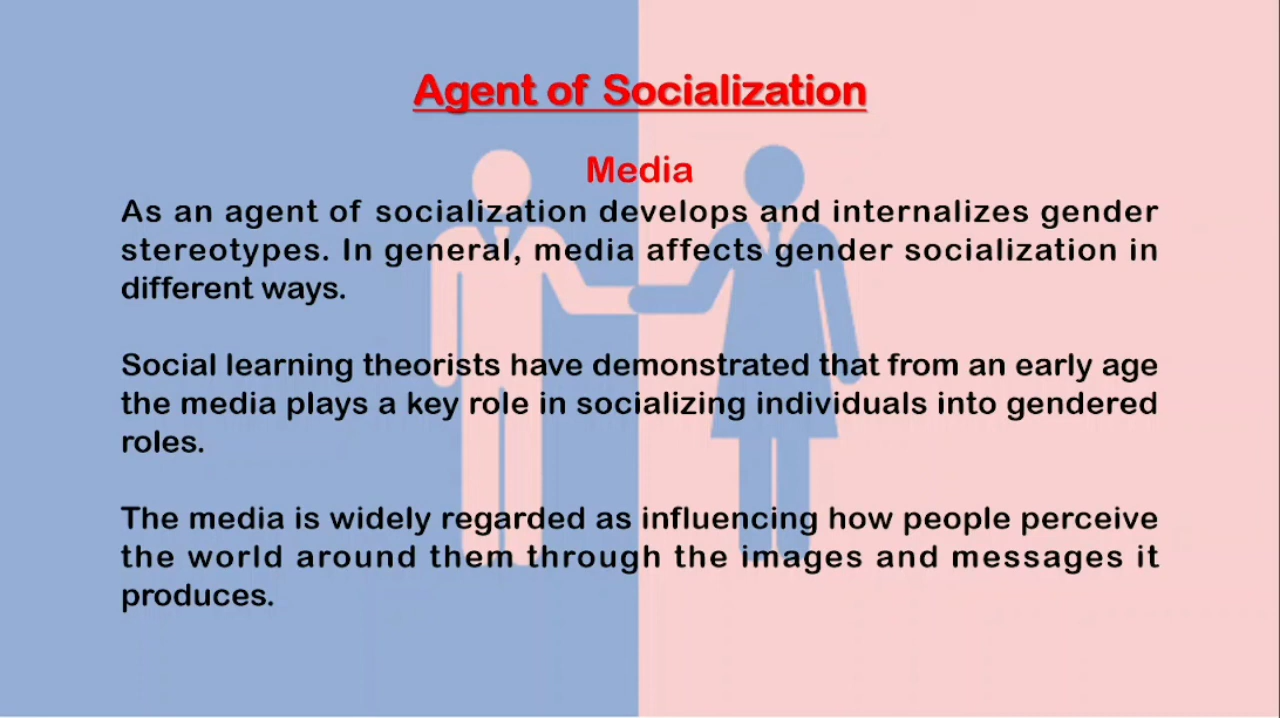 Agent of Socialization
Media
As an agent of socialization develops and internalizes gender
stereotypes. In general, media affects gender socialization in
different ways.
Social learning theorists have demonstrated that from an early age
the media plays a key role in socializing individuals into gendered
roles.
The media is widely regarded as influencing how people perceive
the world around them through the images and messages it
produces.